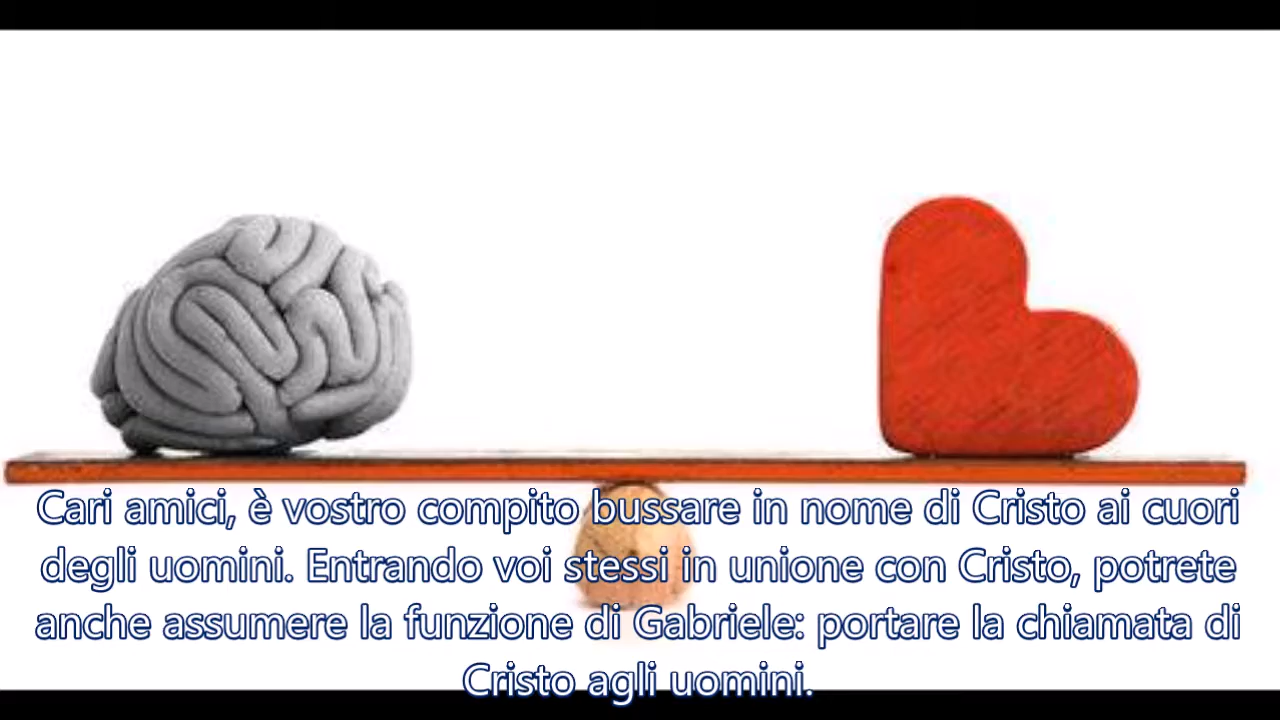 Cari amici, è vostro compito bussare in nome di Cristo ai cuori
degli uomini. Entrando voi stessi in unione con Cristo, potrete
anche assumere la funzione di Gabriele: portare la chiamata di
Cristo agli uomini.